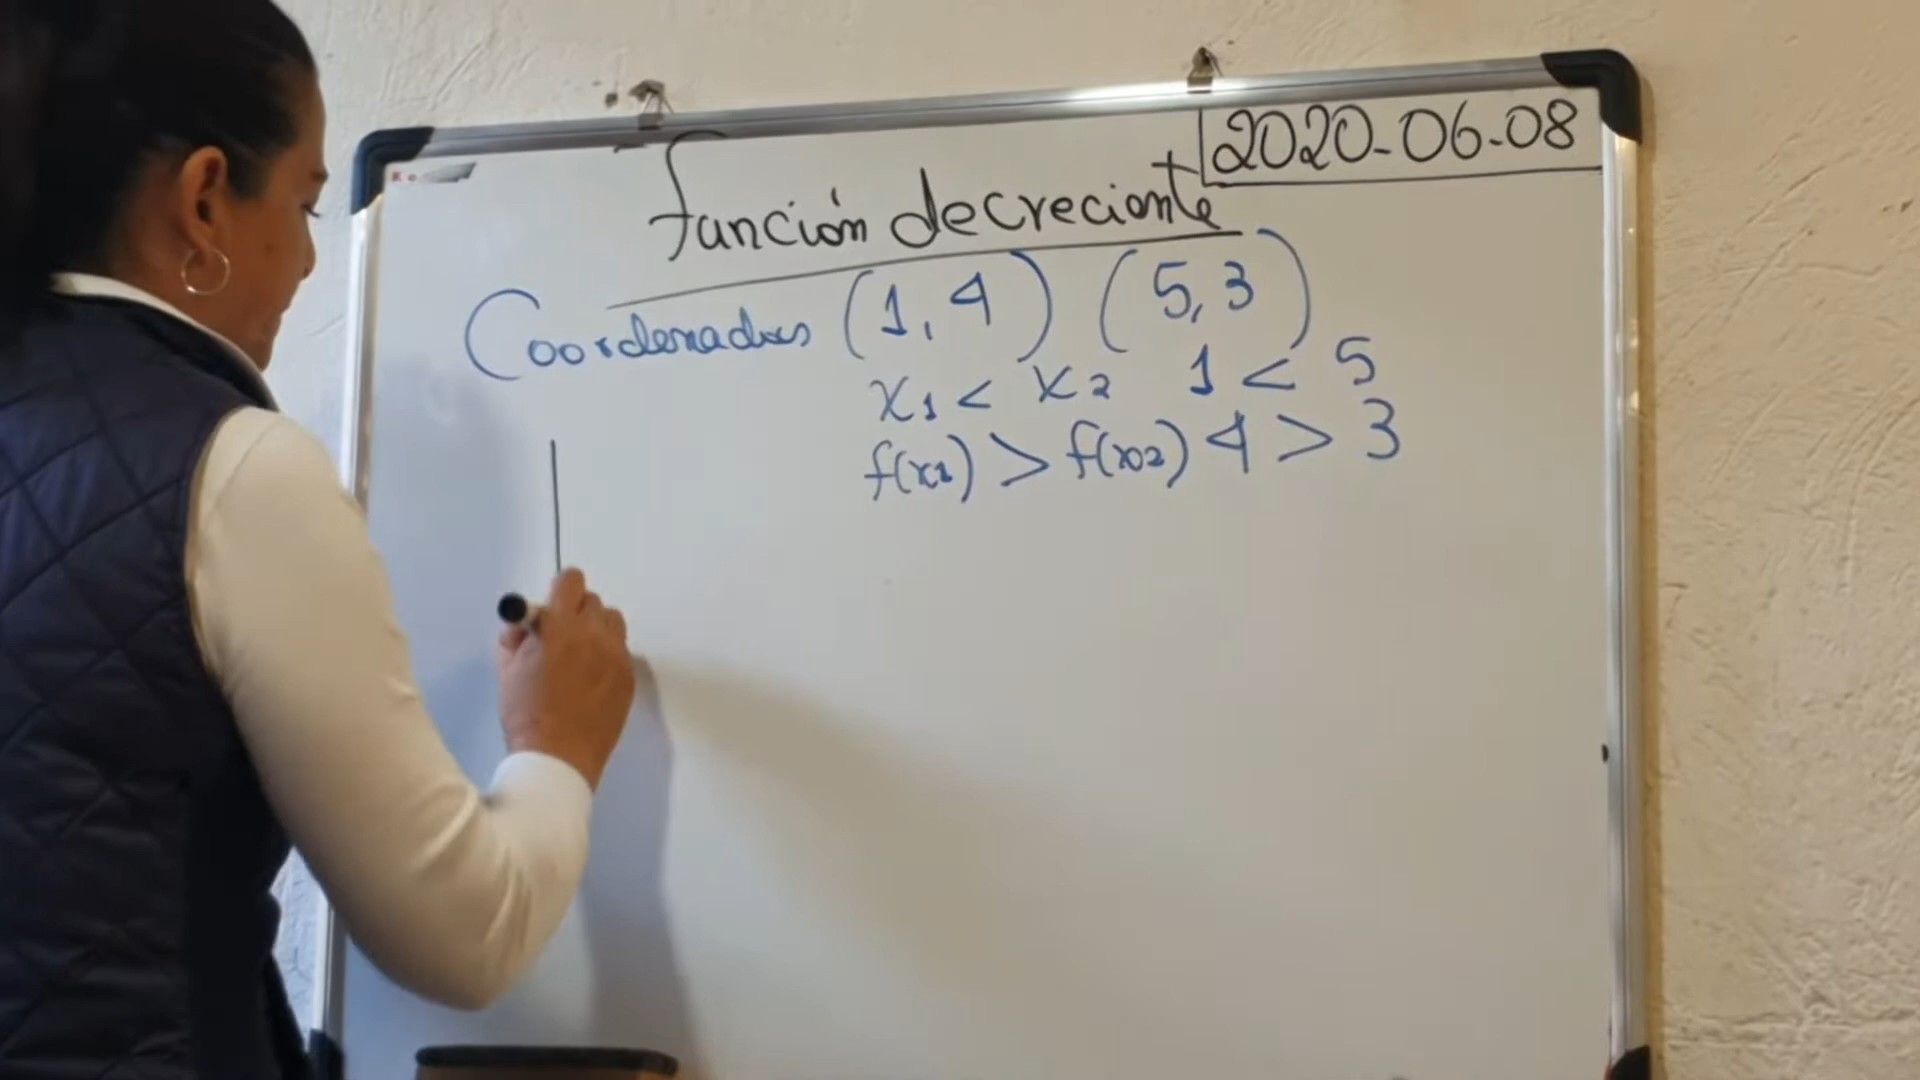 2020-06-08
función decreciente
Coordenadas (1,4) (5,3)
x1 < x2 1 < 5
f(x1) > f(x2) 4 > 3